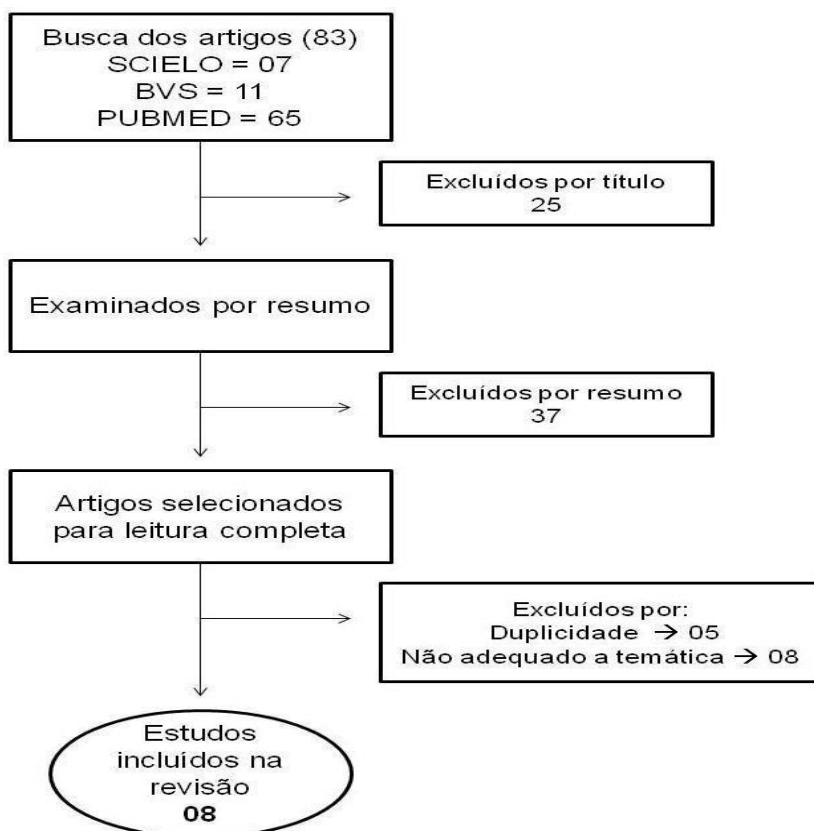 Busca dos artigos (83)
SCIELO = 07
BVS = 11
PUBMED = 65
Excluídos por título
25
Examinados por resumo
Excluídos por resumo
37
Artigos selecionados
para leitura completa
Excluídos por:
Duplicidade → 05
Não adequado a temática → 08
Estudos
incluídos na
revisão
08